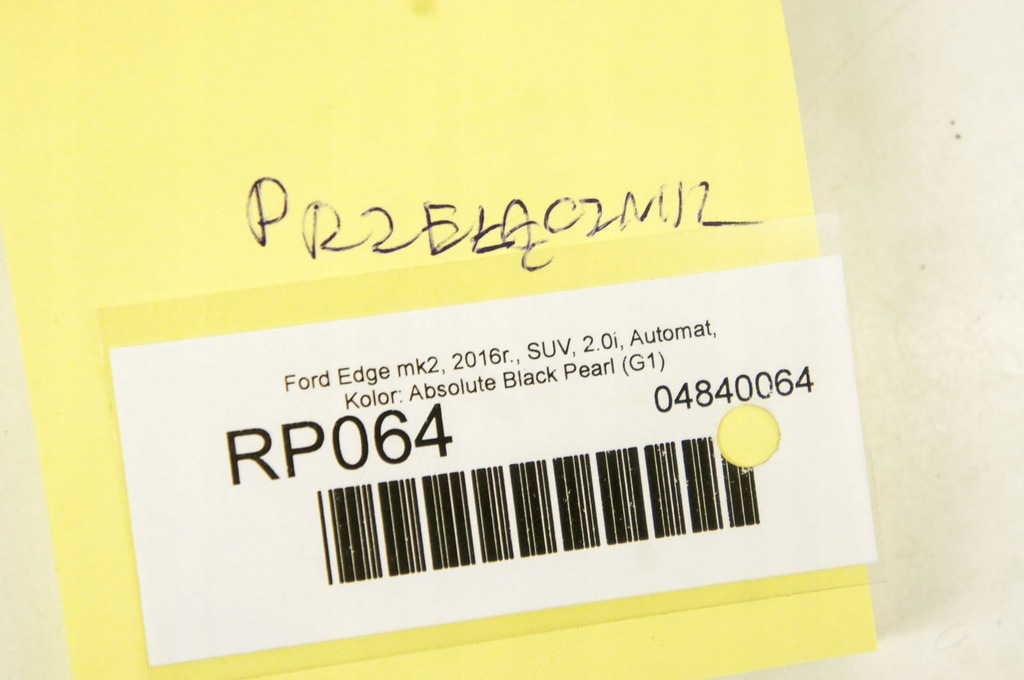 PRZEŁĄCZNIK
Ford Edge mk2, 2016r., SUV, 2.0i, Automat,
Kolor: Absolute Black Pearl (G1)
04840064
RP064